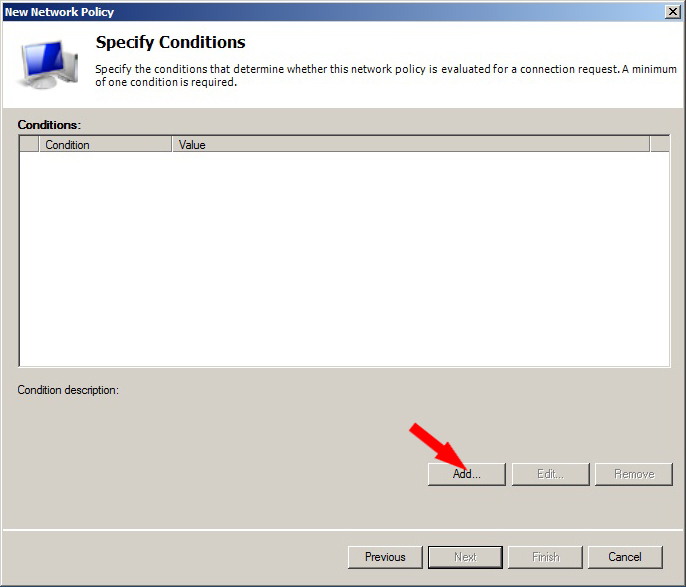 New Network Policy
Specify Conditions
Specify the conditions that determine whether this network policy is evaluated for a connection request. A minimum
of one condition is required.
Conditions:
Condition Value
Condition description:
Add... Edit... Remove
Previous Next Finish Cancel